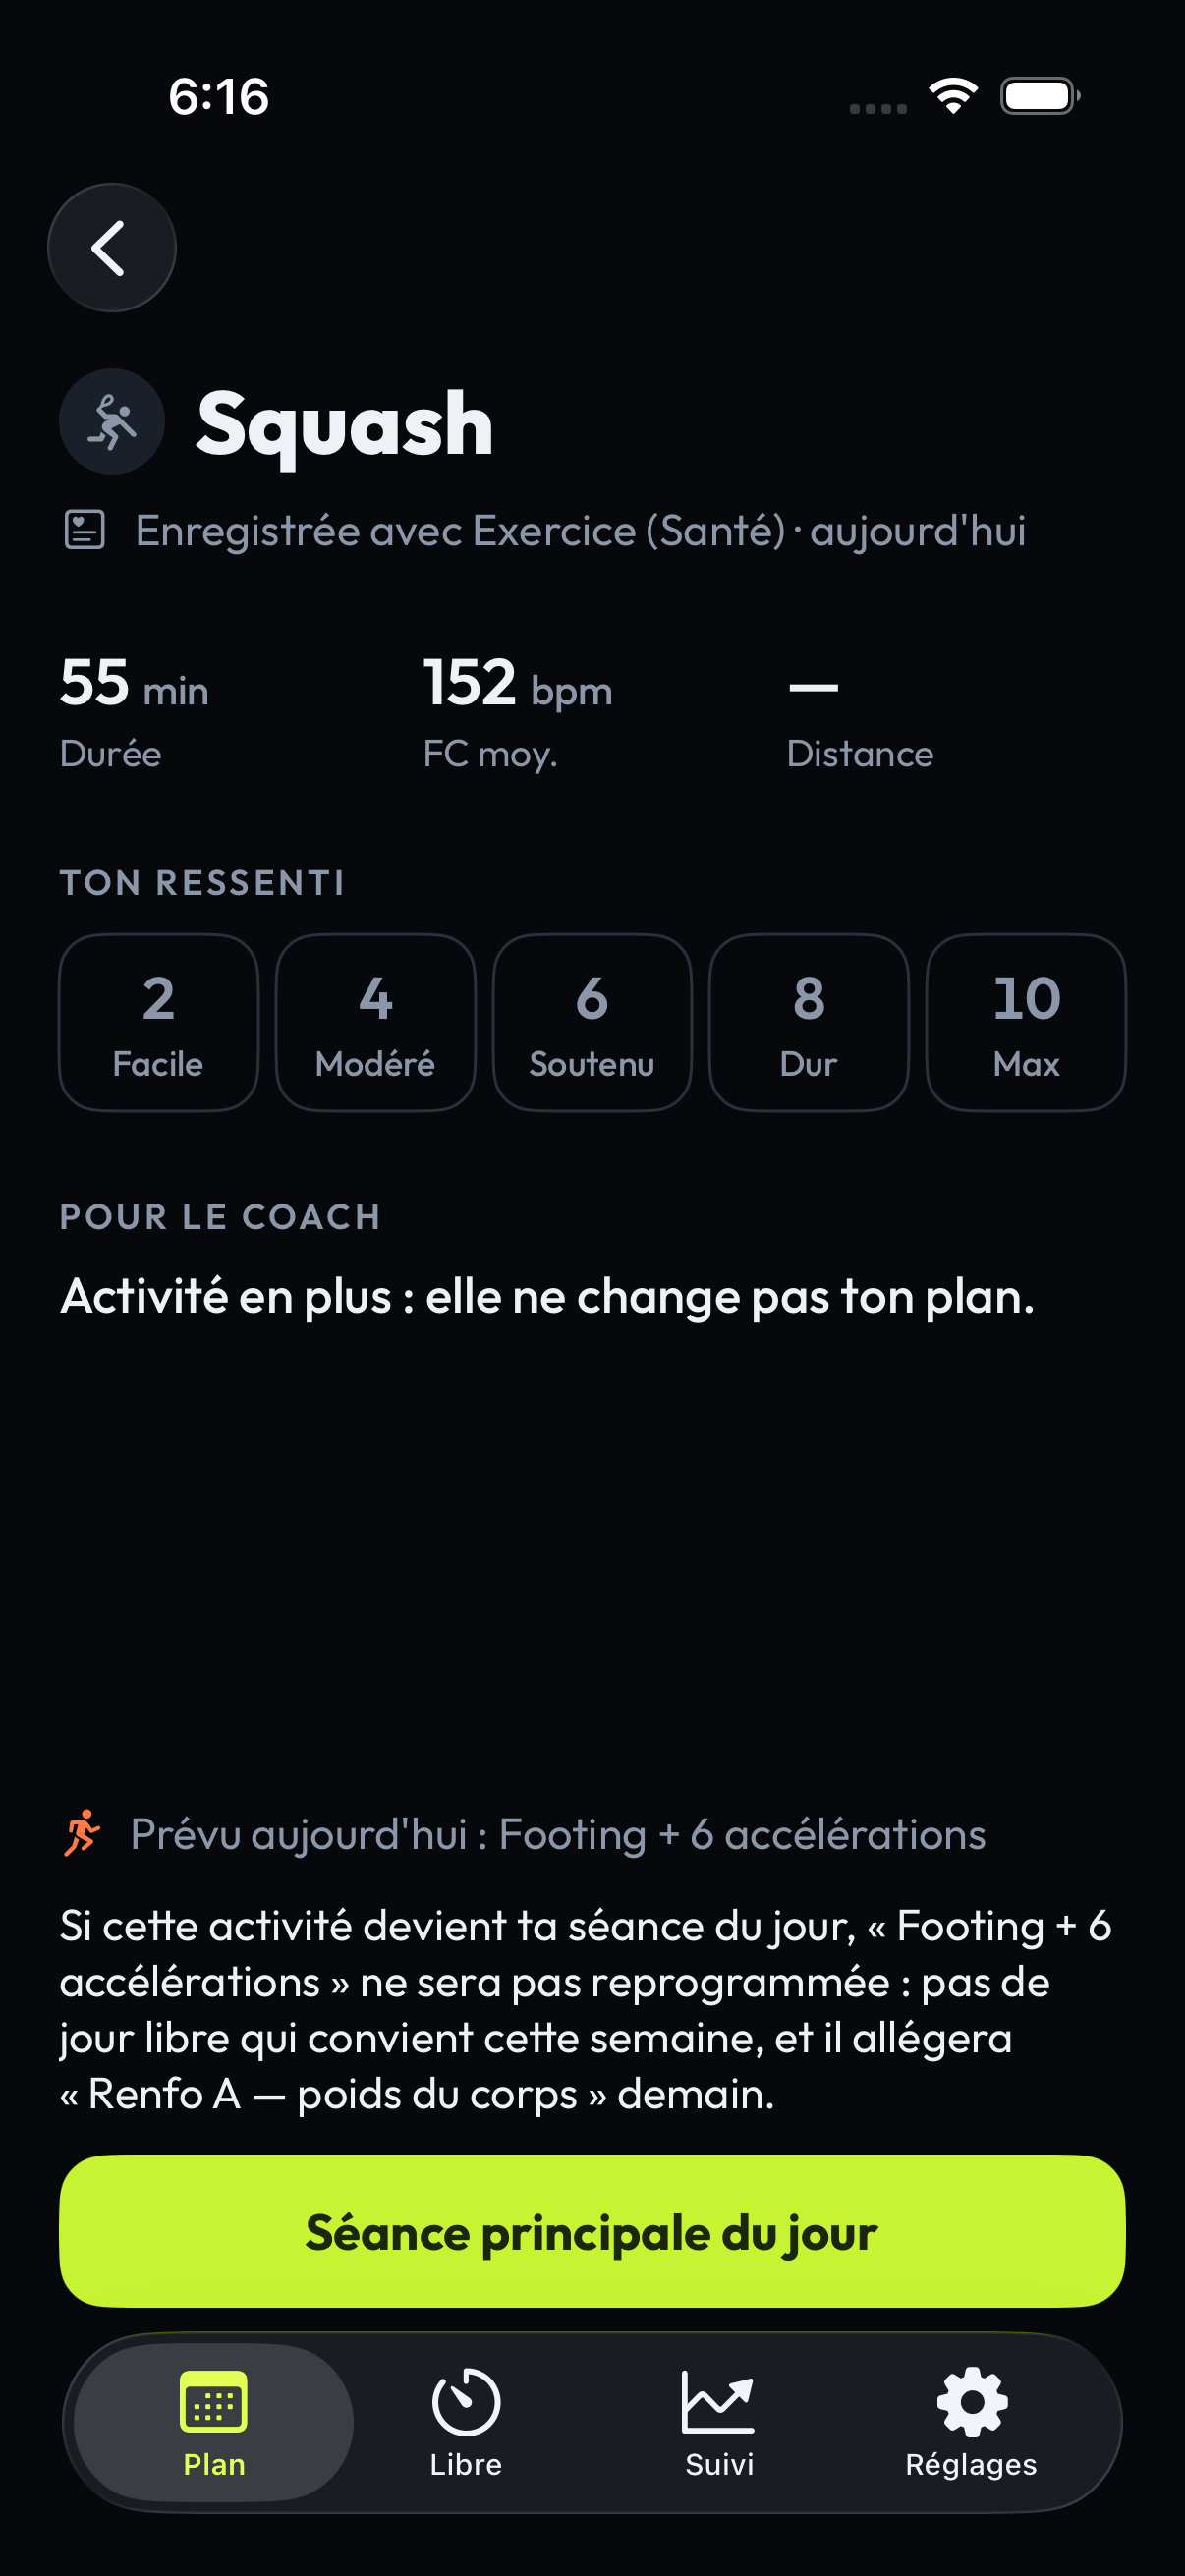 6:16
Squash
Enregistrée avec Exercice (Santé) · aujourd'hui
55 min
Durée
152 bpm
FC moy.
—
Distance
TON RESSENTI
2
Facile
4
Modéré
6
Soutenu
8
Dur
10
Max
POUR LE COACH
Activité en plus : elle ne change pas ton plan.
Prévu aujourd'hui : Footing + 6 accélérations
Si cette activité devient ta séance du jour, « Footing + 6
accélérations » ne sera pas reprogrammée : pas de
jour libre qui convient cette semaine, et il allégera
« Renfo A — poids du corps » demain.
Séance principale du jour
Plan
Libre
Suivi
Réglages